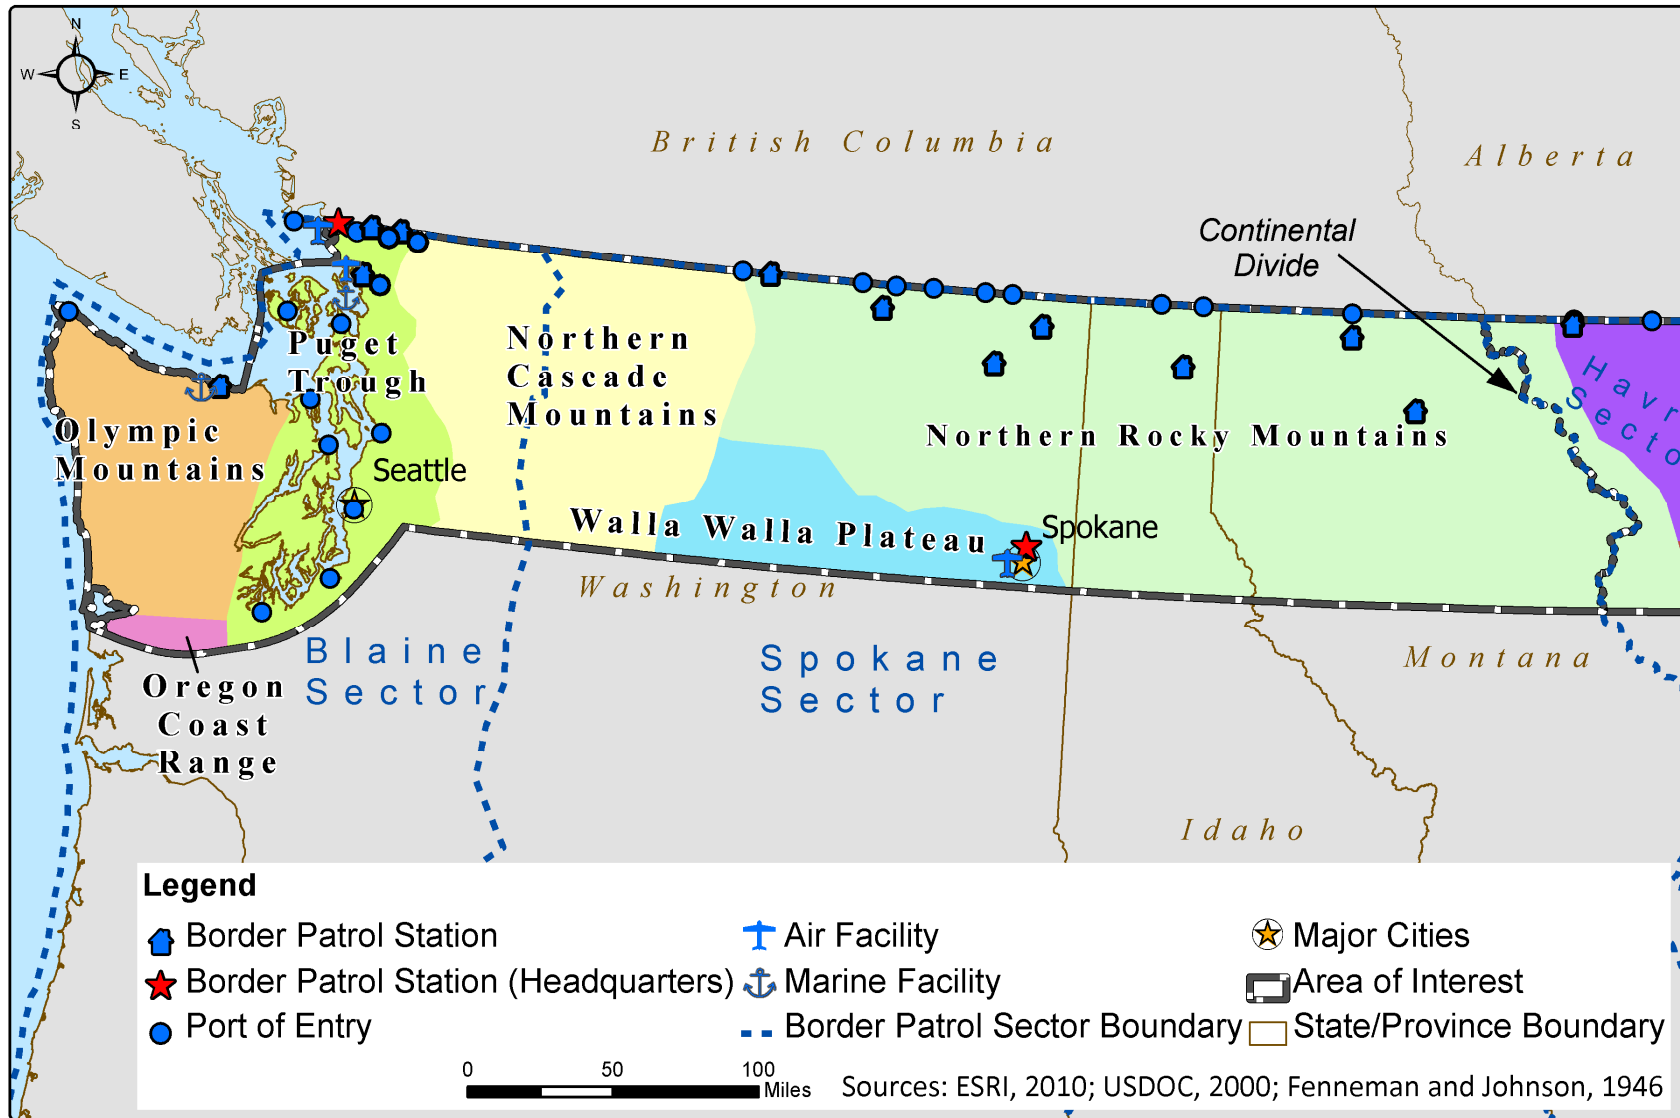 N
W E
S
British Columbia
Alberta
Continental
Divide
Puget
Trough
Northern
Cascade
Mountains
Havr
Secto
Olympic
Mountains
Northern Rocky Mountains
Seattle
Walla Walla Plateau
Spokane
Washington
Blaine
Sector
Spokane
Sector
Montana
Oregon
Coast
Range
Idaho
Legend
Border Patrol Station
Air Facility
Major Cities
Border Patrol Station (Headquarters)
Marine Facility
Area of Interest
Port of Entry
Border Patrol Sector Boundary
State/Province Boundary
0 50 100
Miles
Sources: ESRI, 2010; USDOC, 2000; Fenneman and Johnson, 1946